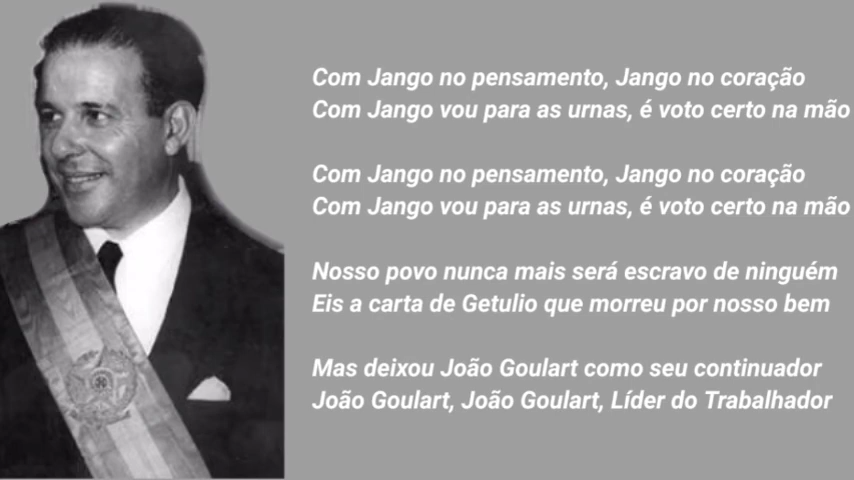 Com Jango no pensamento, Jango no coração
Com Jango vou para as urnas, é voto certo na mão
Com Jango no pensamento, Jango no coração
Com Jango vou para as urnas, é voto certo na mão
Nosso povo nunca mais será escravo de ninguém
Eis a carta de Getulio que morreu por nosso bem
Mas deixou João Goulart como seu continuador
João Goulart, João Goulart, Líder do Trabalhador